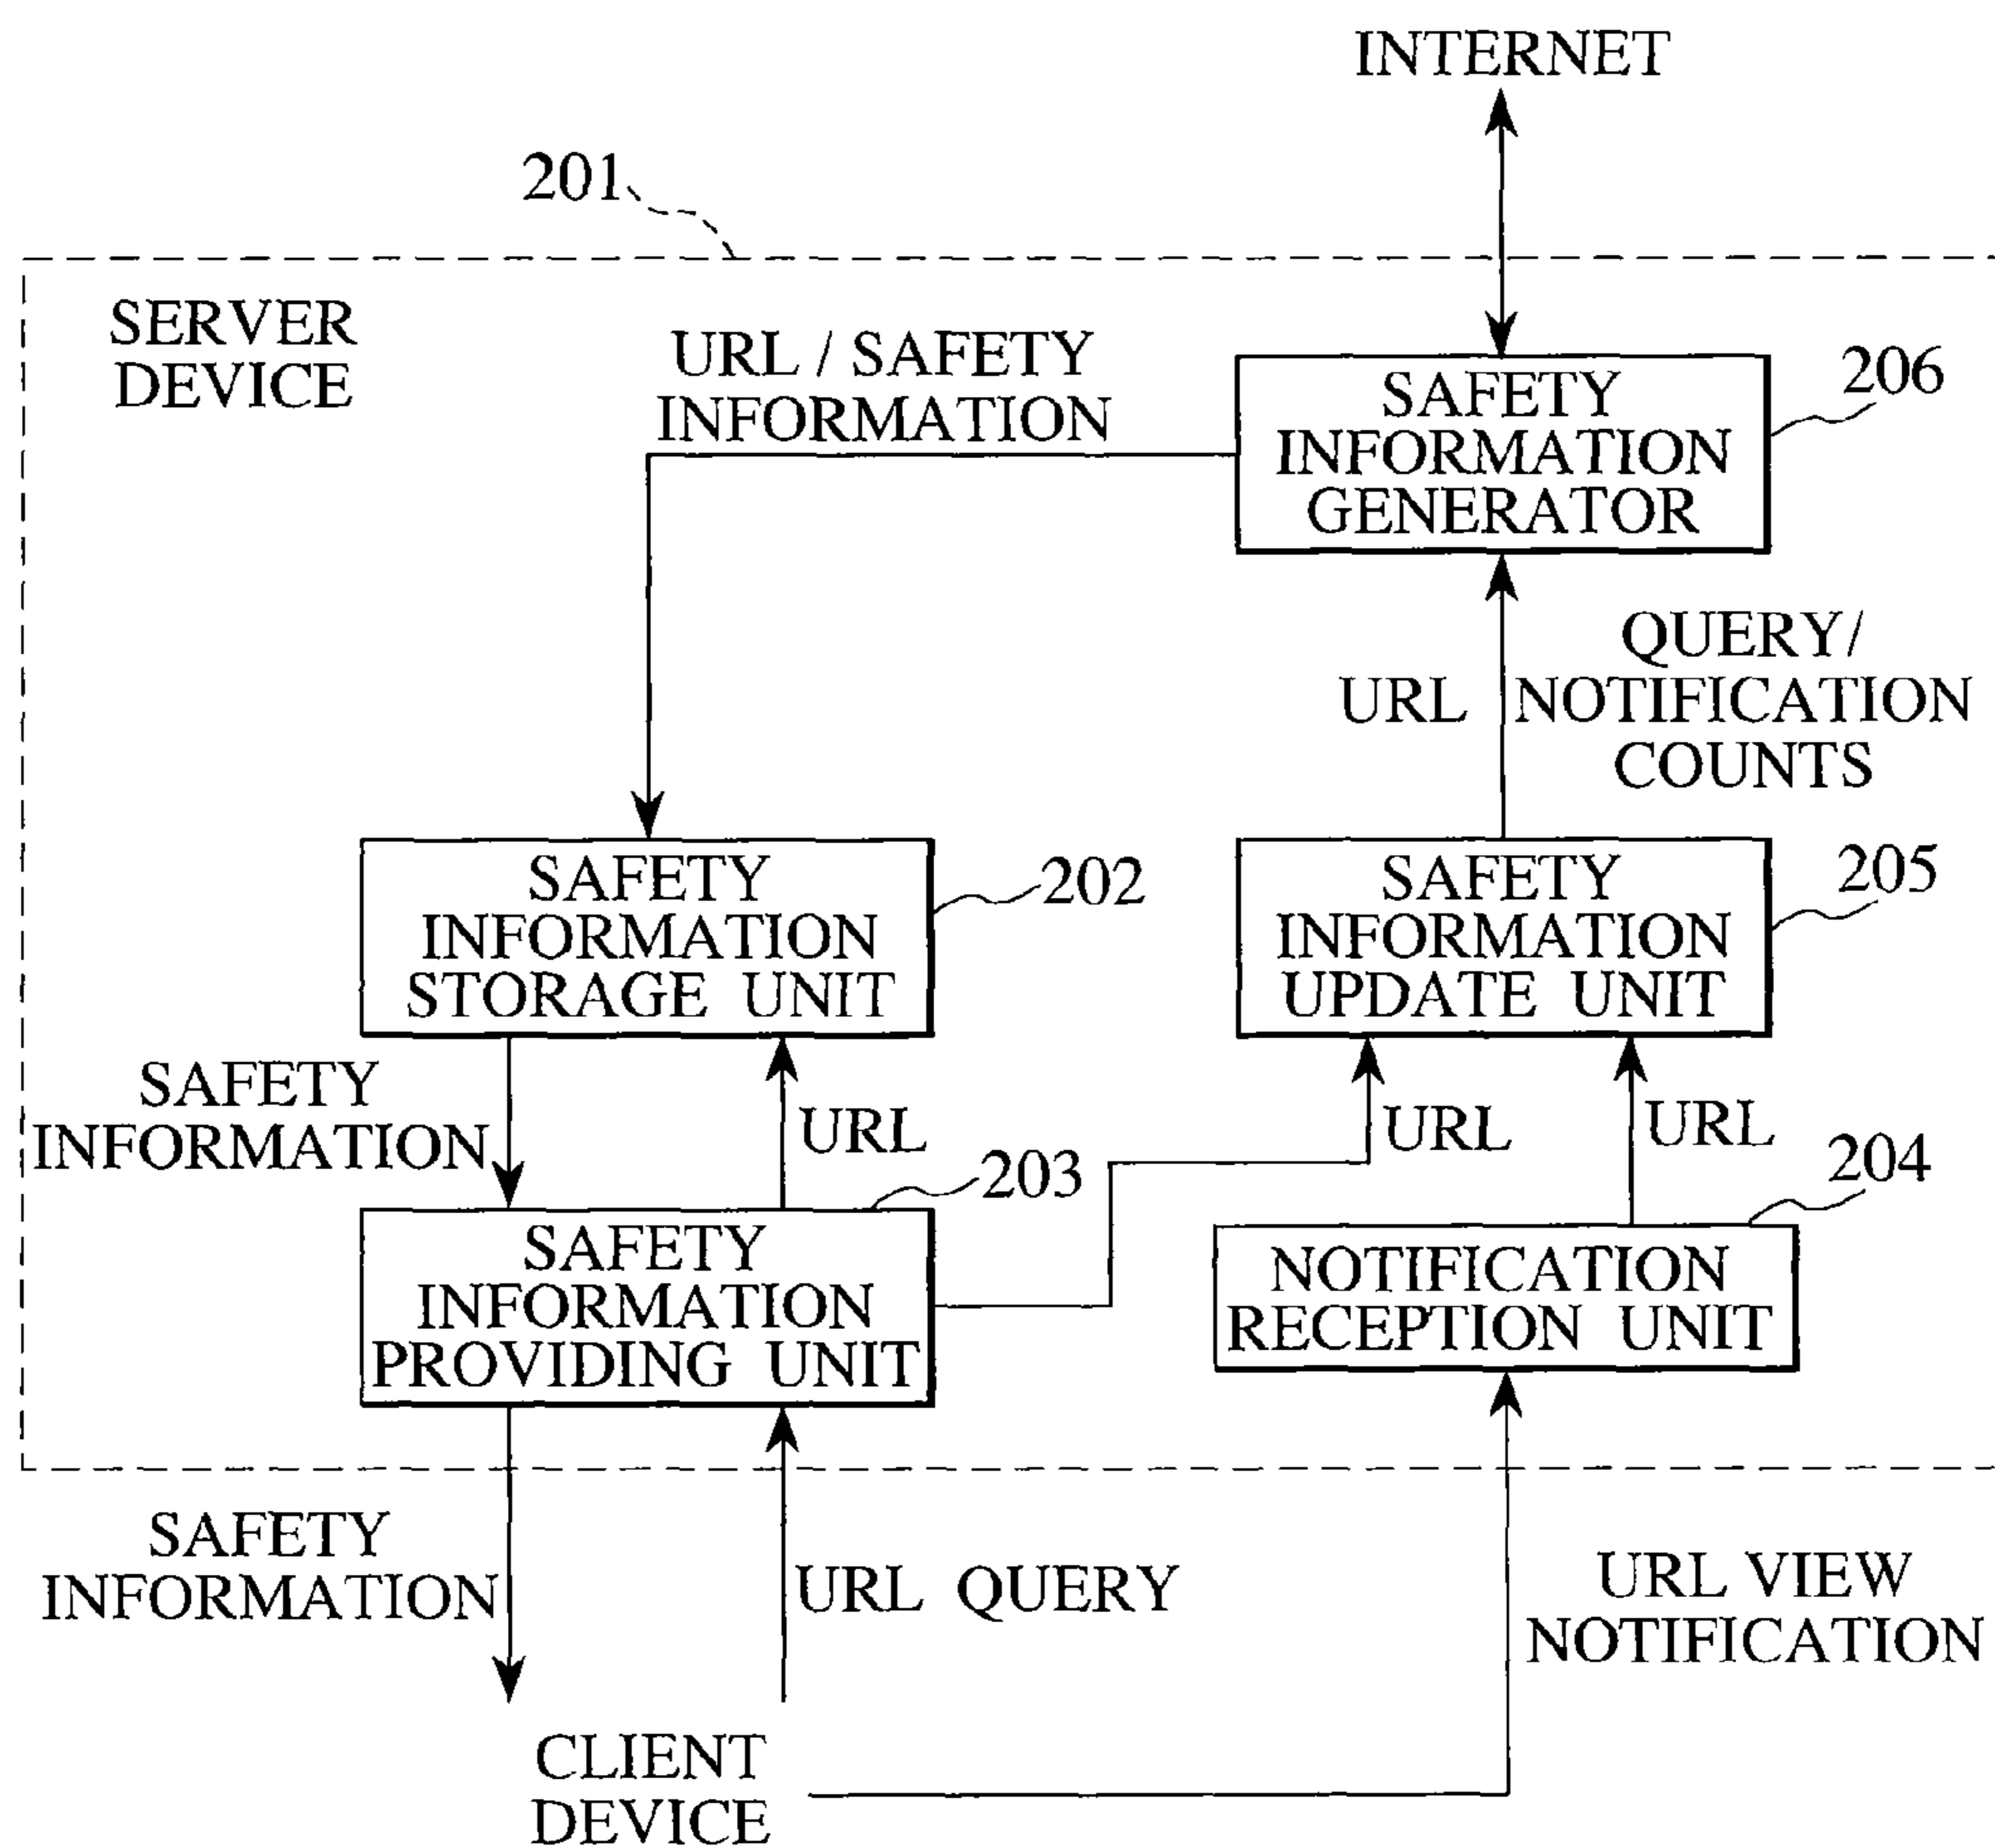 INTERNET
201
SERVER
DEVICE
URL / SAFETY
INFORMATION
SAFETY
INFORMATION
GENERATOR
206
URL
QUERY/
NOTIFICATION
COUNTS
SAFETY
INFORMATION
STORAGE UNIT
202
SAFETY
INFORMATION
UPDATE UNIT
205
SAFETY
INFORMATION
URL
203
URL
URL
204
SAFETY
INFORMATION
PROVIDING UNIT
NOTIFICATION
RECEPTION UNIT
SAFETY
INFORMATION
URL QUERY
URL VIEW
NOTIFICATION
CLIENT
DEVICE